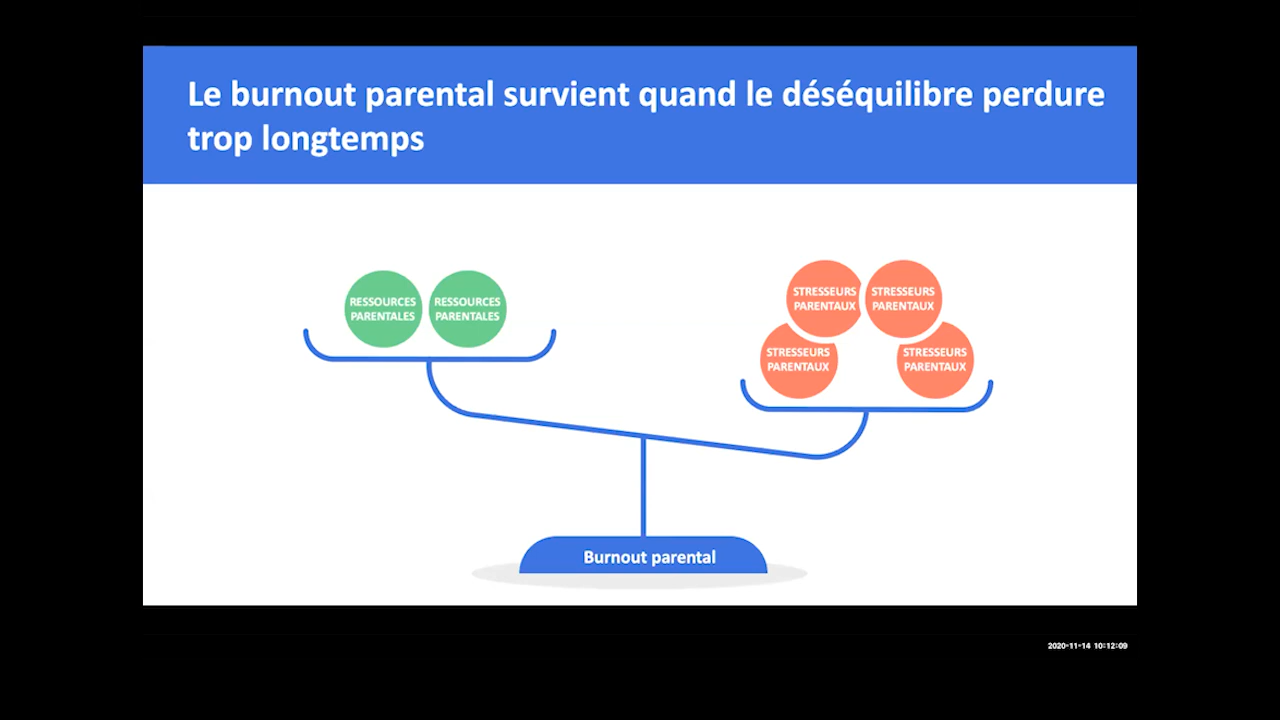 Le burnout parental survient quand le déséquilibre perdure
trop longtemps
RESSOURCES
PARENTALES
RESSOURCES
PARENTALES
STRESSEURS
PARENTAUX
STRESSEURS
PARENTAUX
STRESSEURS
PARENTAUX
STRESSEURS
PARENTAUX
Burnout parental
2020-11-14 10:12:09